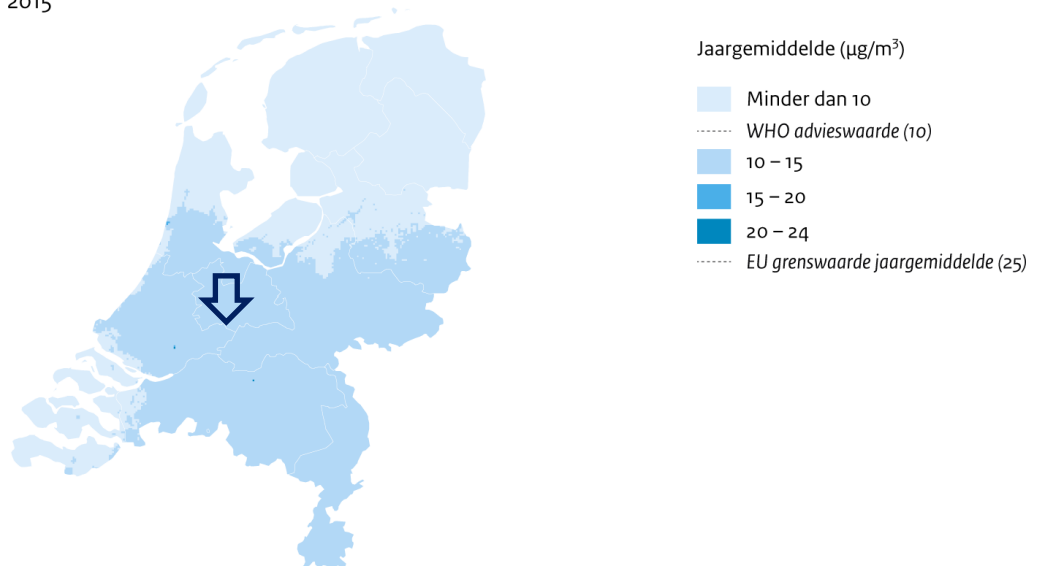 2015
Jaargemiddelde (µg/m³)
Minder dan 10
WHO advieswaarde (10)
10 – 15
15 – 20
20 – 24
EU grenswaarde jaargemiddelde (25)